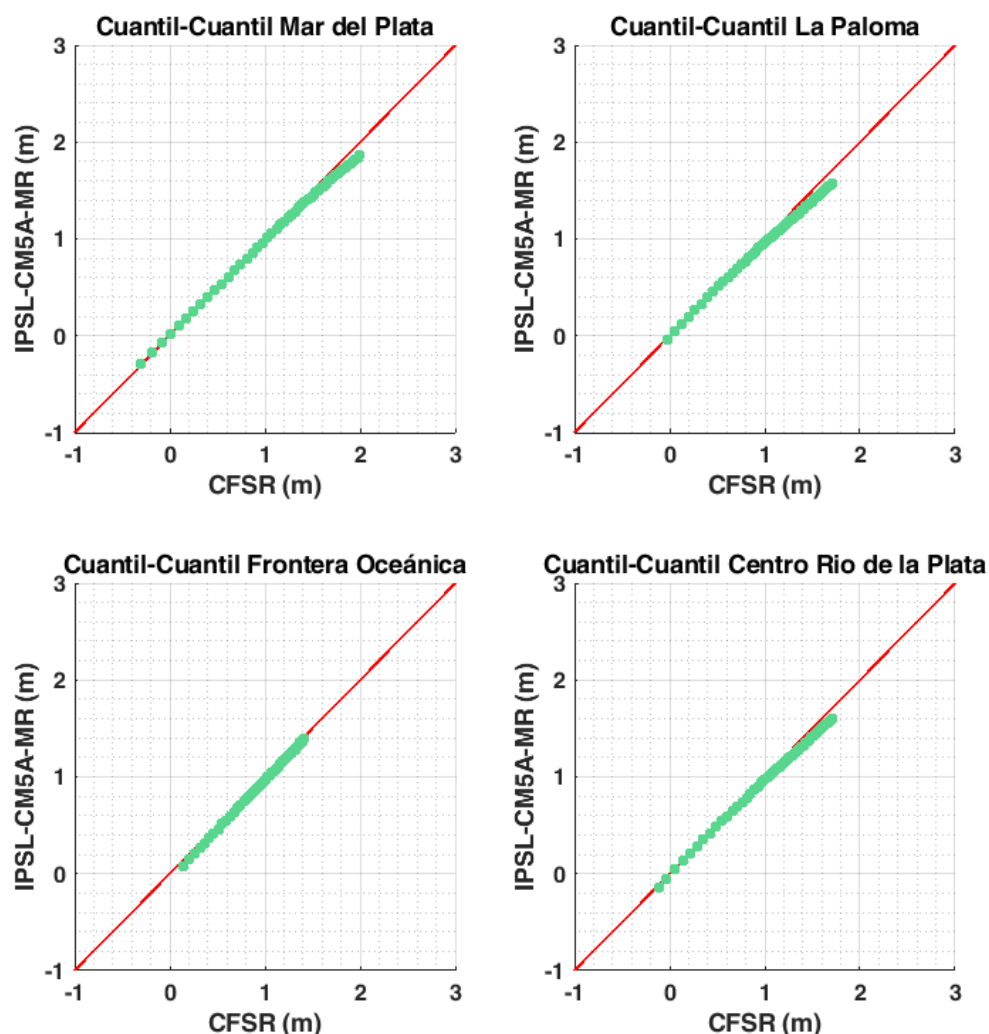 Cuantil-Cuantil Mar del Plata
3
2
1
0
-1
-1 0 1 2 3
IPSL-CM5A-MR (m)
CFSR (m)
Cuantil-Cuantil La Paloma
3
2
1
0
-1
-1 0 1 2 3
IPSL-CM5A-MR (m)
CFSR (m)
Cuantil-Cuantil Frontera Oceánica
3
2
1
0
-1
-1 0 1 2 3
IPSL-CM5A-MR (m)
CFSR (m)
Cuantil-Cuantil Centro Rio de la Plata
3
2
1
0
-1
-1 0 1 2 3
IPSL-CM5A-MR (m)
CFSR (m)